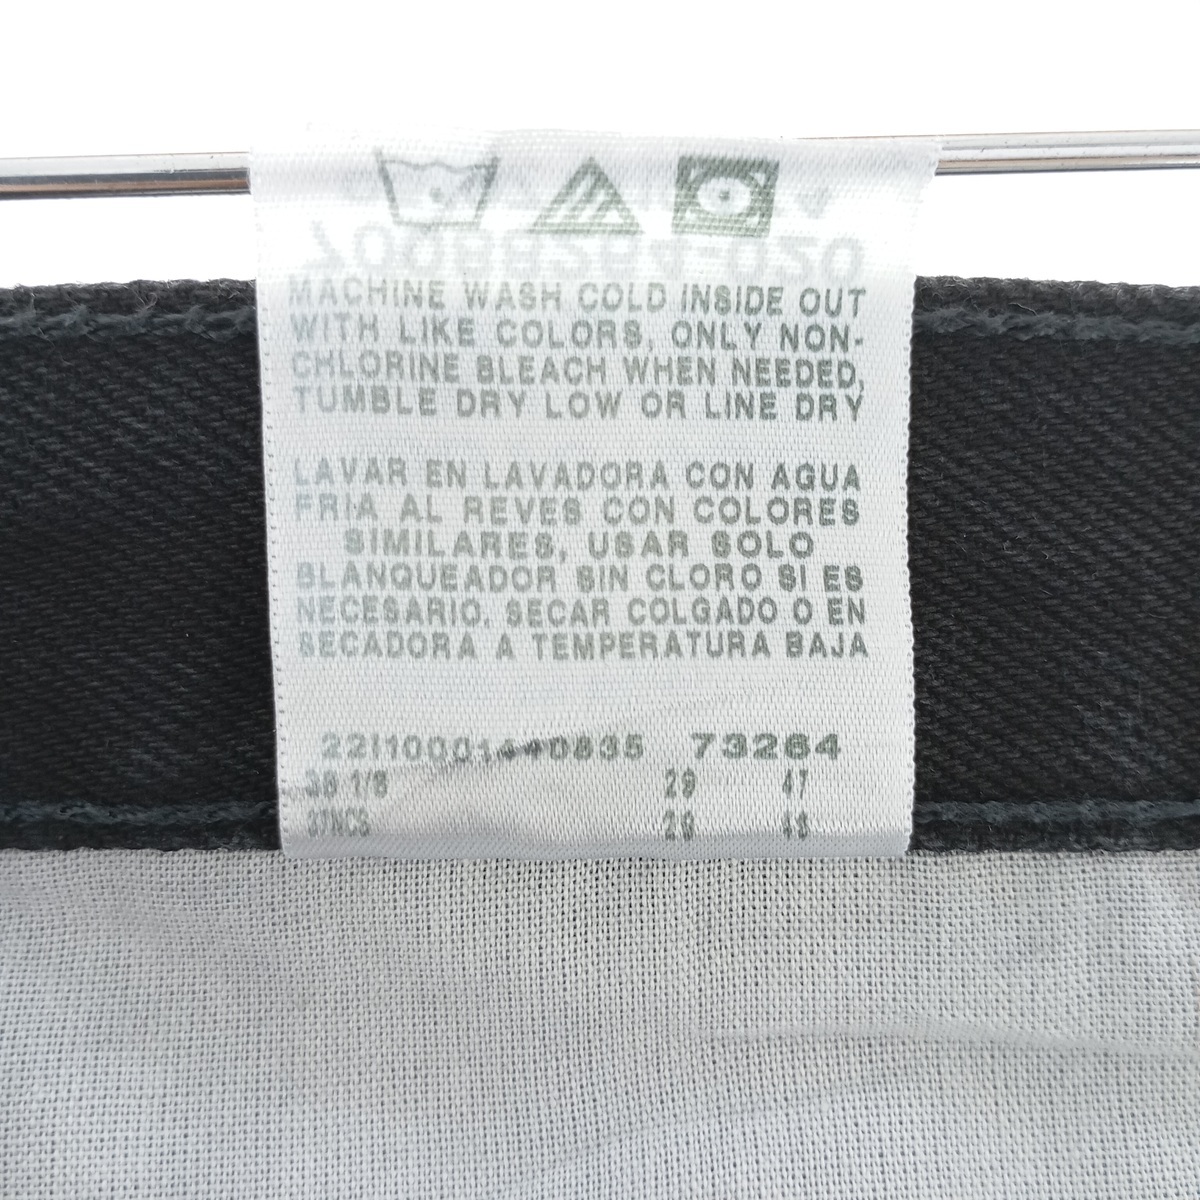 MACHINE WASH COLD INSIDE OUT
WITH LIKE COLORS, ONLY NON-
CHLORINE BLEACH WHEN NEEDED,
TUMBLE DRY LOW OR LINE DRY
LAVAR EN LAVADORA CON AGUA
FRIA AL REVES CON COLORES
SIMILARES, USAR SOLO
BLANQUEADOR SIN CLORO SI ES
NECESARIO. SECAR COLGADO O EN
SECADORA A TEMPERATURA BAJA
73264
29 47